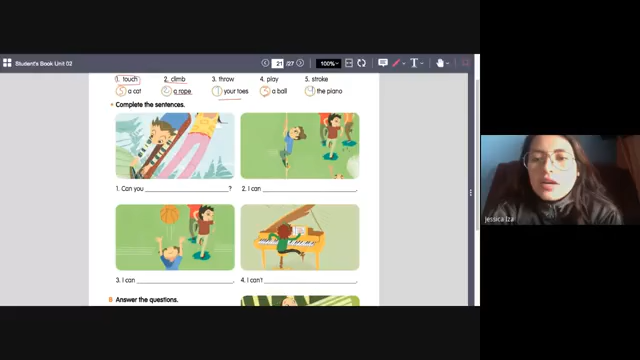 Student's Book Unit 02
21 /27
100%
1. touch 2. climb 3. throw 4. play 5. stroke
5 a cat 2 a rope 1 your toes 3 a ball 4 the piano
Complete the sentences.
1. Can you ?
2. I can .
3. I can .
4. I can't .
B Answer the questions.
Jessica Iza